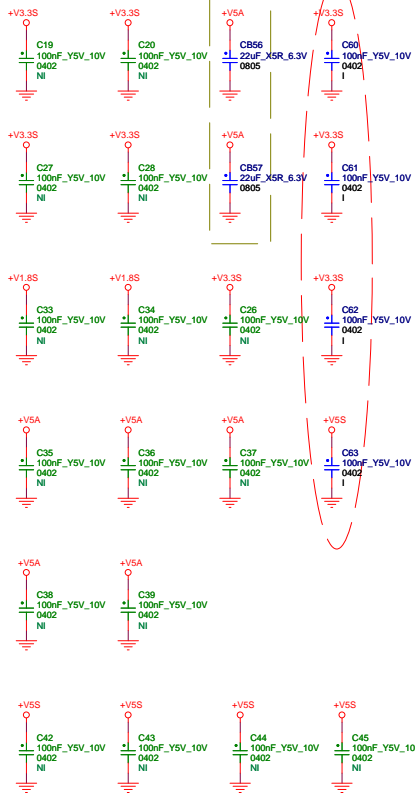 +V3.3S
C19
100nF_Y5V_10V
0402
NI
+V3.3S
C20
100nF_Y5V_10V
0402
NI
+V5A
CB56
22uF_X5R_6.3V
0805
+V3.3S
C60
100nF_Y5V_10V
0402
I
+V3.3S
C27
100nF_Y5V_10V
0402
NI
+V3.3S
C28
100nF_Y5V_10V
0402
NI
+V5A
CB57
22uF_X5R_6.3V
0805
+V3.3S
C61
100nF_Y5V_10V
0402
I
+V1.8S
C33
100nF_Y5V_10V
0402
NI
+V1.8S
C34
100nF_Y5V_10V
0402
NI
+V3.3S
C26
100nF_Y5V_10V
0402
NI
+V3.3S
C62
100nF_Y5V_10V
0402
I
+V5A
C35
100nF_Y5V_10V
0402
NI
+V5A
C36
100nF_Y5V_10V
0402
NI
+V5A
C37
100nF_Y5V_10V
0402
NI
+V5S
C63
100nF_Y5V_10V
0402
I
+V5A
C38
100nF_Y5V_10V
0402
NI
+V5A
C39
100nF_Y5V_10V
0402
NI
+V5S
C42
100nF_Y5V_10V
0402
NI
+V5S
C43
100nF_Y5V_10V
0402
NI
+V5S
C44
100nF_Y5V_10V
0402
NI
+V5S
C45
100nF_Y5V_10
0402
NI